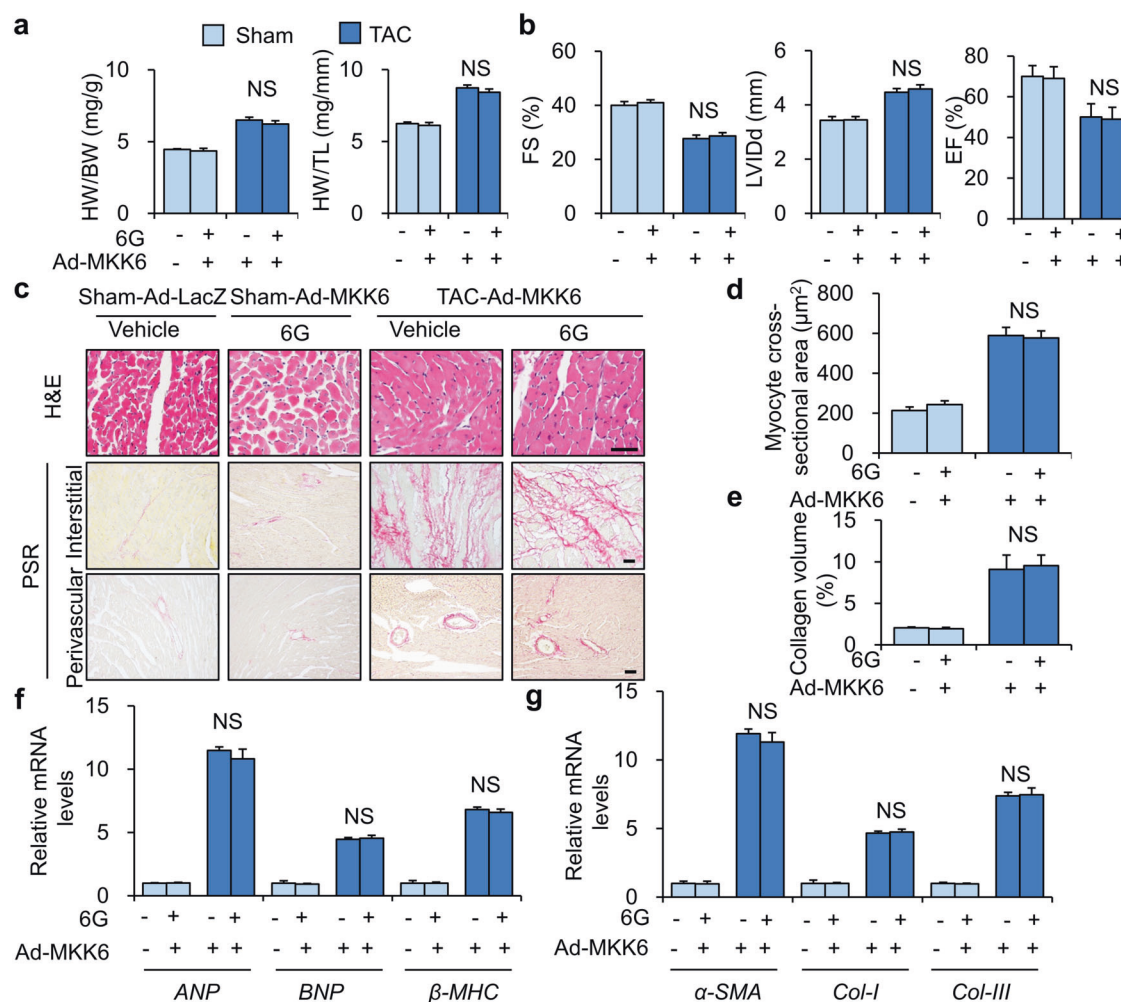 a
Sham
TAC
HW/BW (mg/g)
10
5
0
NS
HW/TL (mg/mm)
10
5
0
NS
6G - + - + - + - +
Ad-MKK6 - + + + - + + +
b
FS (%)
60
40
20
0
NS
LVIDd (mm)
6
4
2
0
NS
EF (%)
80
60
40
20
0
NS
- + - + - + - + - + - +
- + + + - + + + - + + +
c
Sham-Ad-LacZ Sham-Ad-MKK6 TAC-Ad-MKK6
Vehicle 6G Vehicle 6G
H&E
PSR
Interstitial
Perivascular
d
Myocyte cross-
sectional area (μm²)
800
600
400
200
0
NS
6G - + - +
Ad-MKK6 - + + +
e
Collagen volume
(%)
15
10
5
0
NS
6G - + - +
Ad-MKK6 - + + +
f
Relative mRNA
levels
15
10
5
0
NS
NS
NS
6G - + - + - + - + - + - +
Ad-MKK6 - + + + - + + + - + + +
ANP BNP β-MHC
g
Relative mRNA
levels
15
10
5
0
NS
NS
NS
6G - + - + - + - + - + - +
Ad-MKK6 - + + + - + + + - + + +
α-SMA Col-I Col-III